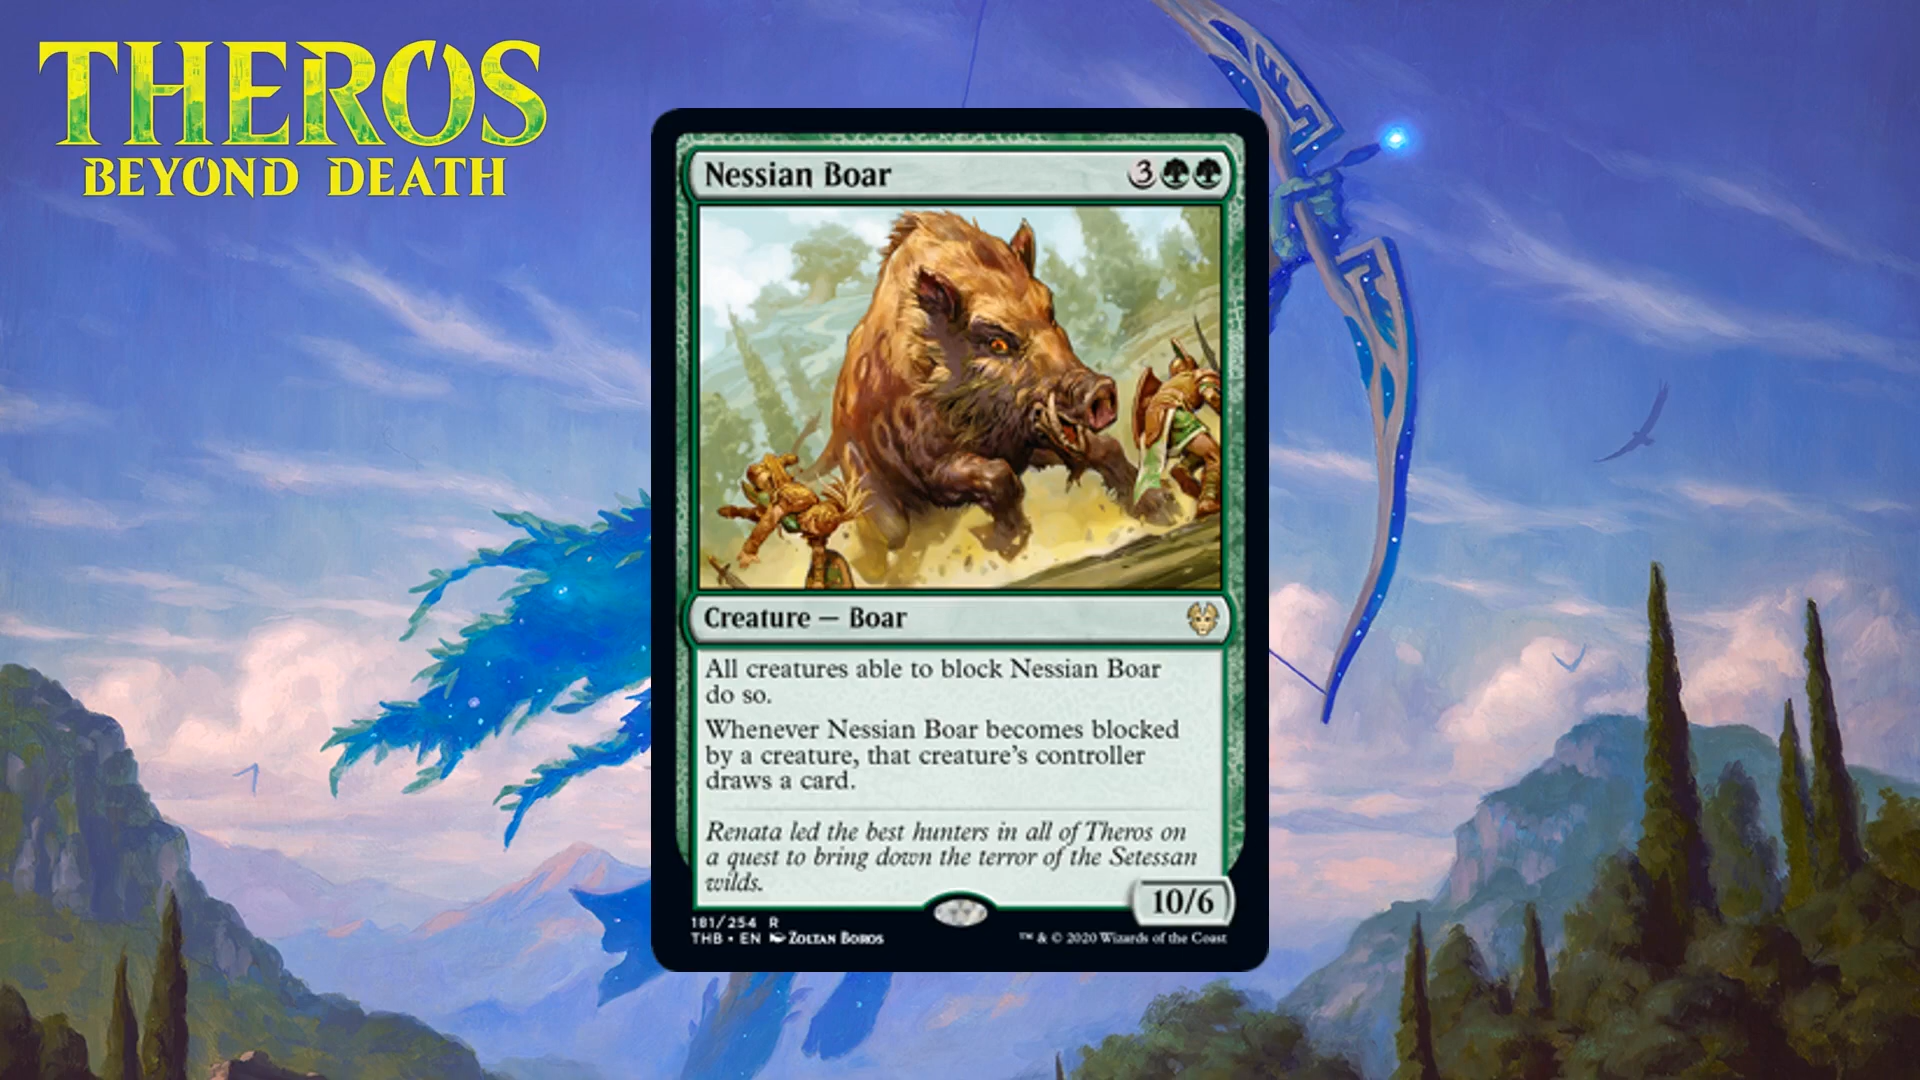 THEROS
BEYOND DEATH
Nessian Boar
3
Creature — Boar
All creatures able to block Nessian Boar
do so.
Whenever Nessian Boar becomes blocked
by a creature, that creature's controller
draws a card.
Renata led the best hunters in all of Theros on
a quest to bring down the terror of the Setessan
wilds.
10/6
181/254 R
THB • EN Zoltan Boros
™ & © 2020 Wizards of the Coast